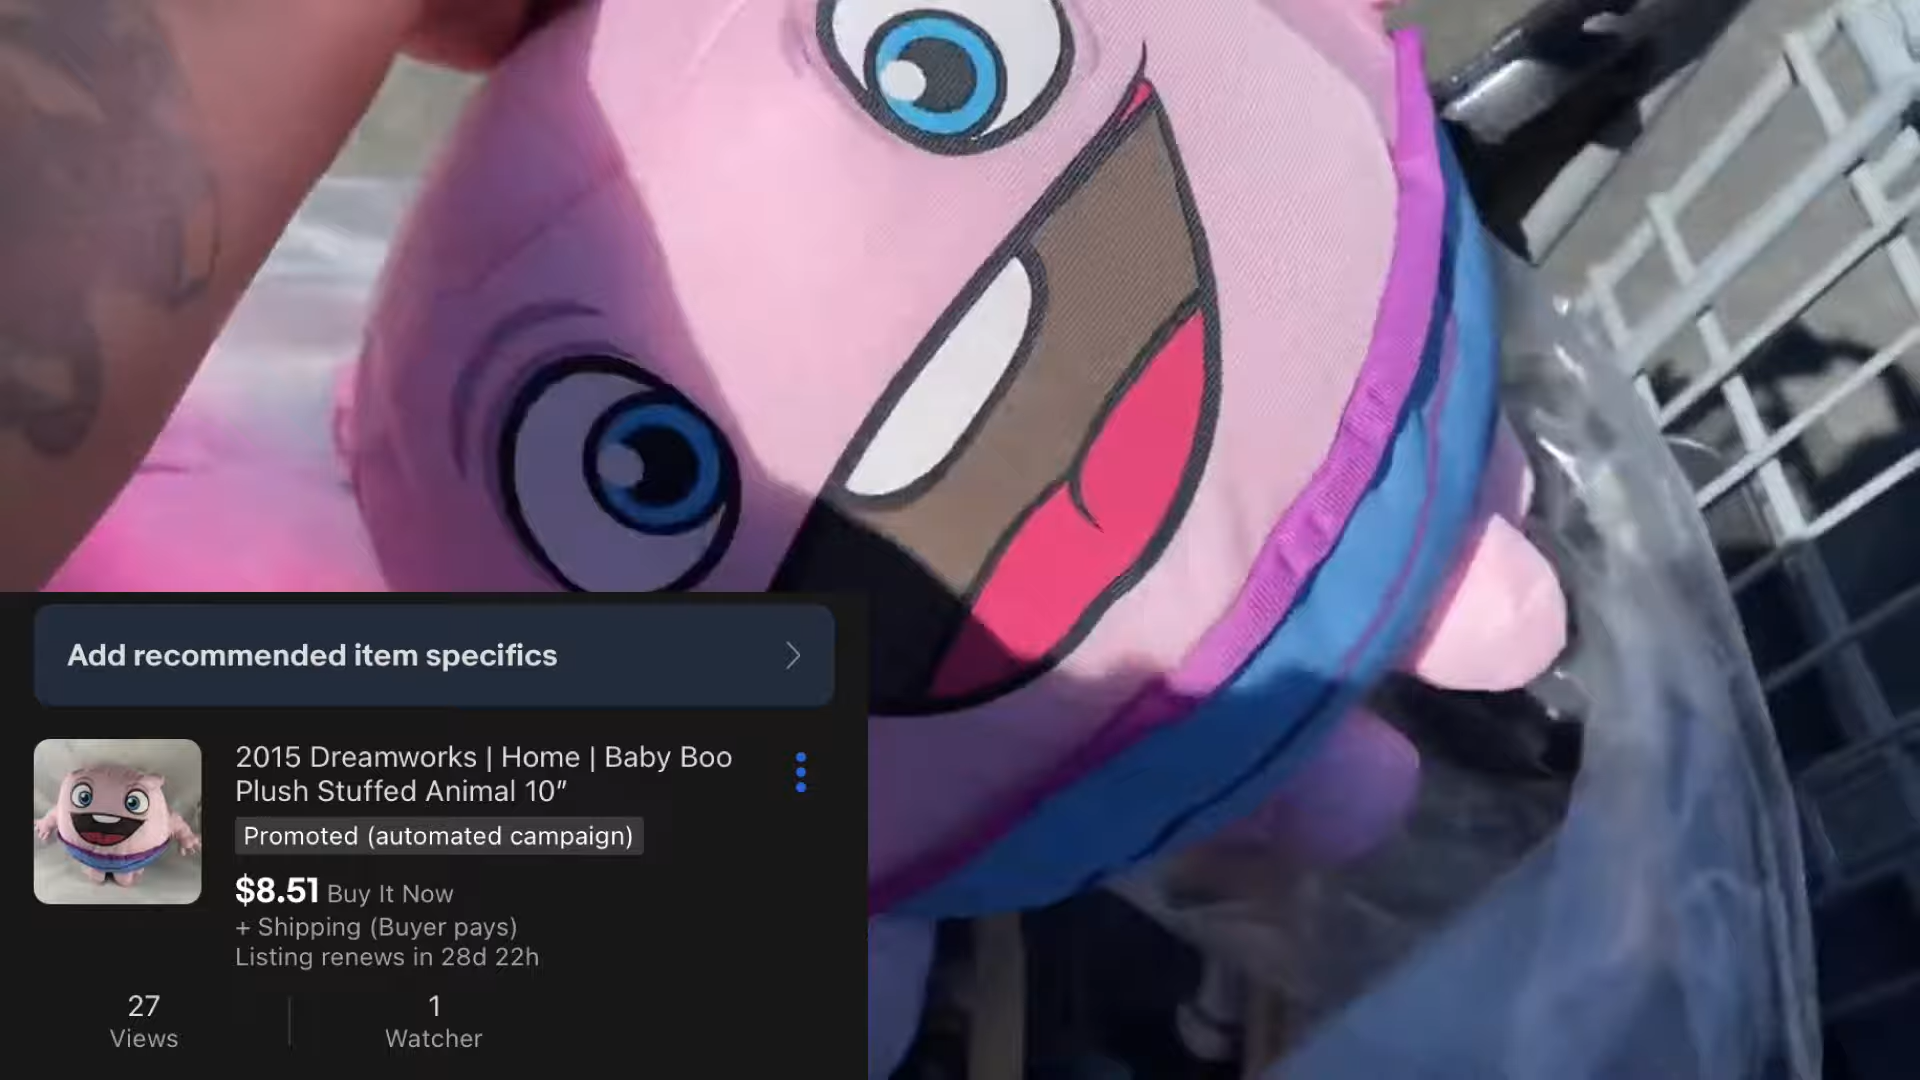 Add recommended item specifics
2015 Dreamworks | Home | Baby Boo
Plush Stuffed Animal 10″
Promoted (automated campaign)
$8.51 Buy It Now
+ Shipping (Buyer pays)
Listing renews in 28d 22h
27
Views
1
Watcher